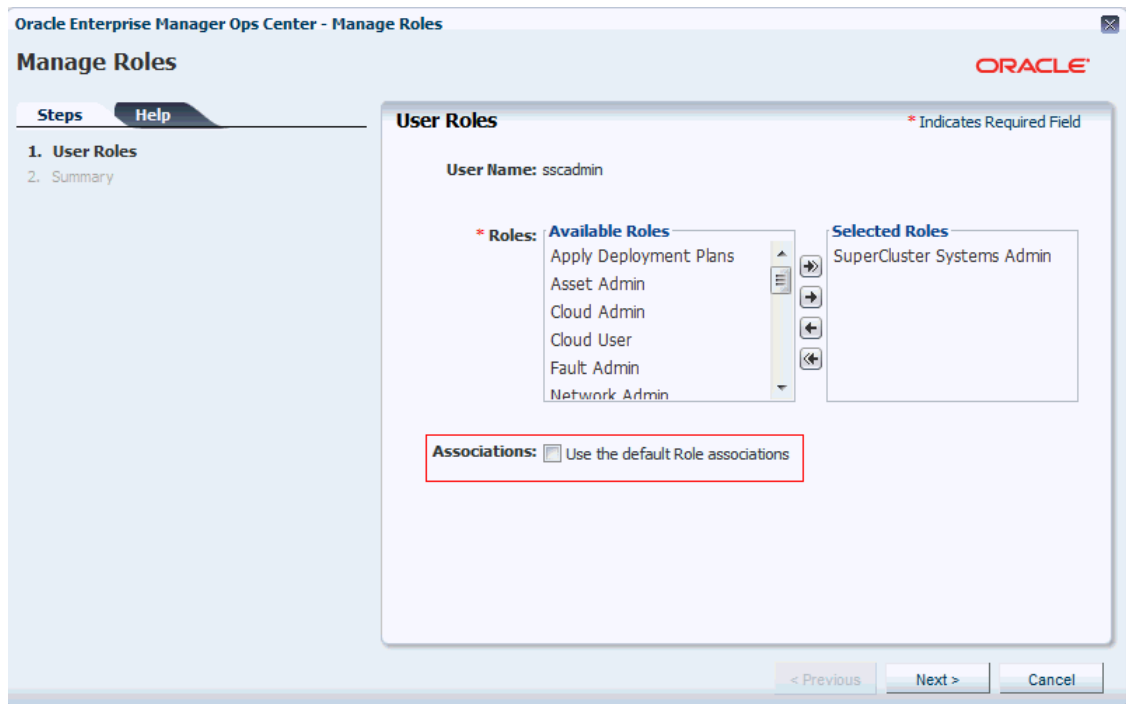 Oracle Enterprise Manager Ops Center - Manage Roles
Manage Roles
ORACLE
Steps Help
1. User Roles
2. Summary
User Roles
* Indicates Required Field
User Name: sscadmin
* Roles:
Available Roles
Apply Deployment Plans
Asset Admin
Cloud Admin
Cloud User
Fault Admin
Network Admin
Selected Roles
SuperCluster Systems Admin
Associations: Use the default Role associations
< Previous Next > Cancel